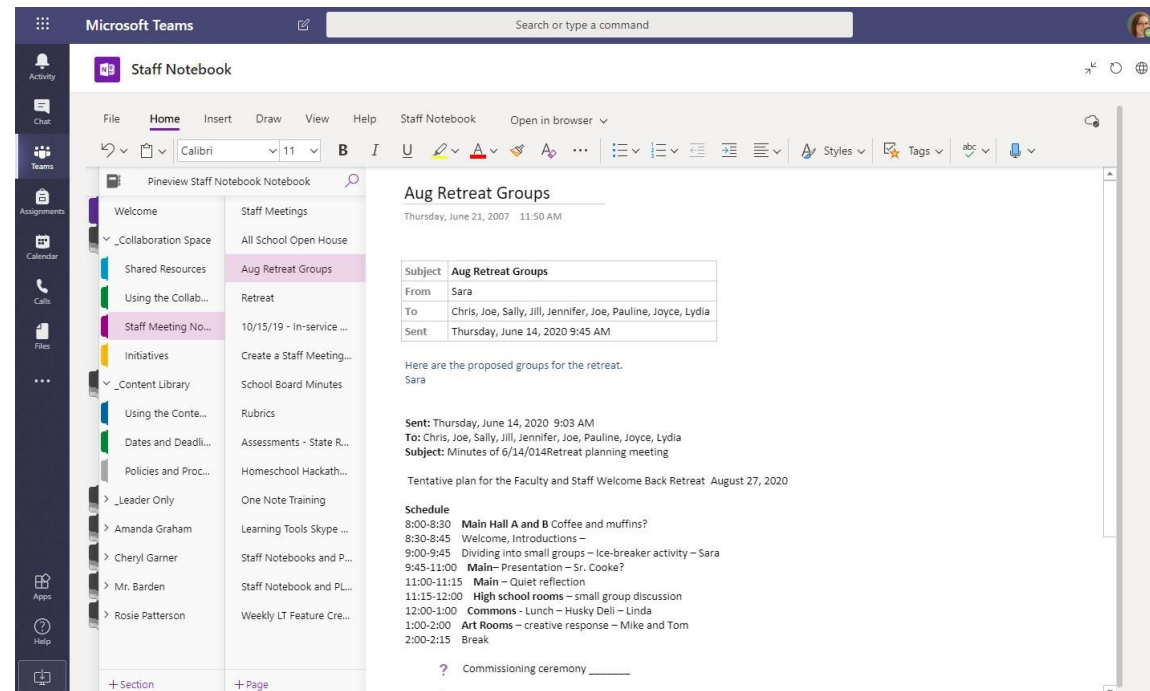 Microsoft Teams
Search or type a command
Activity
Chat
Teams
Assignments
Calendar
Calls
Files
Apps
Help
N
Staff Notebook
File Home Insert Draw View Help Staff Notebook Open in browser
Calibri 11 B I U A A Styles Tags abc
Pineview Staff Notebook Notebook
Welcome
_Collaboration Space
Shared Resources
Using the Collab...
Staff Meeting No...
Initiatives
_Content Library
Using the Conte...
Dates and Deadli...
Policies and Proc...
_Leader Only
Amanda Graham
Cheryl Garner
Mr. Barden
Rosie Patterson
+ Section
Staff Meetings
All School Open House
Aug Retreat Groups
Retreat
10/15/19 - In-service ...
Create a Staff Meeting...
School Board Minutes
Rubrics
Assessments - State R...
Homeschool Hackath...
One Note Training
Learning Tools Skype ...
Staff Notebooks and P...
Staff Notebook and PL...
Weekly LT Feature Cre...
+ Page
Aug Retreat Groups
Thursday, June 21, 2007 11:50 AM
Subject Aug Retreat Groups
From Sara
To Chris, Joe, Sally, Jill, Jennifer, Joe, Pauline, Joyce, Lydia
Sent Thursday, June 14, 2020 9:45 AM
Here are the proposed groups for the retreat.
Sara
Sent: Thursday, June 14, 2020 9:03 AM
To: Chris, Joe, Sally, Jill, Jennifer, Joe, Pauline, Joyce, Lydia
Subject: Minutes of 6/14/014Retreat planning meeting
Tentative plan for the Faculty and Staff Welcome Back Retreat August 27, 2020
Schedule
8:00-8:30 Main Hall A and B Coffee and muffins?
8:30-8:45 Welcome, Introductions –
9:00-9:45 Dividing into small groups – Ice-breaker activity – Sara
9:45-11:00 Main– Presentation – Sr. Cooke?
11:00-11:15 Main – Quiet reflection
11:15-12:00 High school rooms – small group discussion
12:00-1:00 Commons - Lunch – Husky Deli – Linda
1:00-2:00 Art Rooms – creative response – Mike and Tom
2:00-2:15 Break
? Commissioning ceremony _______